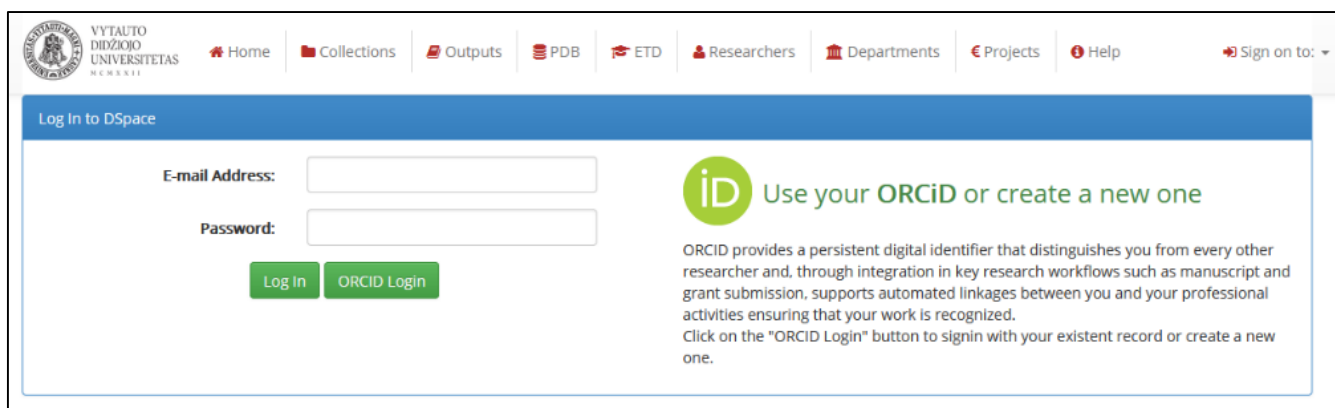 VYTAUTO
DIDŽIOJO
UNIVERSITETAS
MCMXXII
Home
Collections
Outputs
PDB
ETD
Researchers
Departments
€ Projects
Help
Sign on to:
Log In to DSpace
E-mail Address:
Password:
Log In
ORCID Login
iD
Use your ORCiD or create a new one
ORCID provides a persistent digital identifier that distinguishes you from every other
researcher and, through integration in key research workflows such as manuscript and
grant submission, supports automated linkages between you and your professional
activities ensuring that your work is recognized.
Click on the "ORCID Login" button to signin with your existent record or create a new
one.